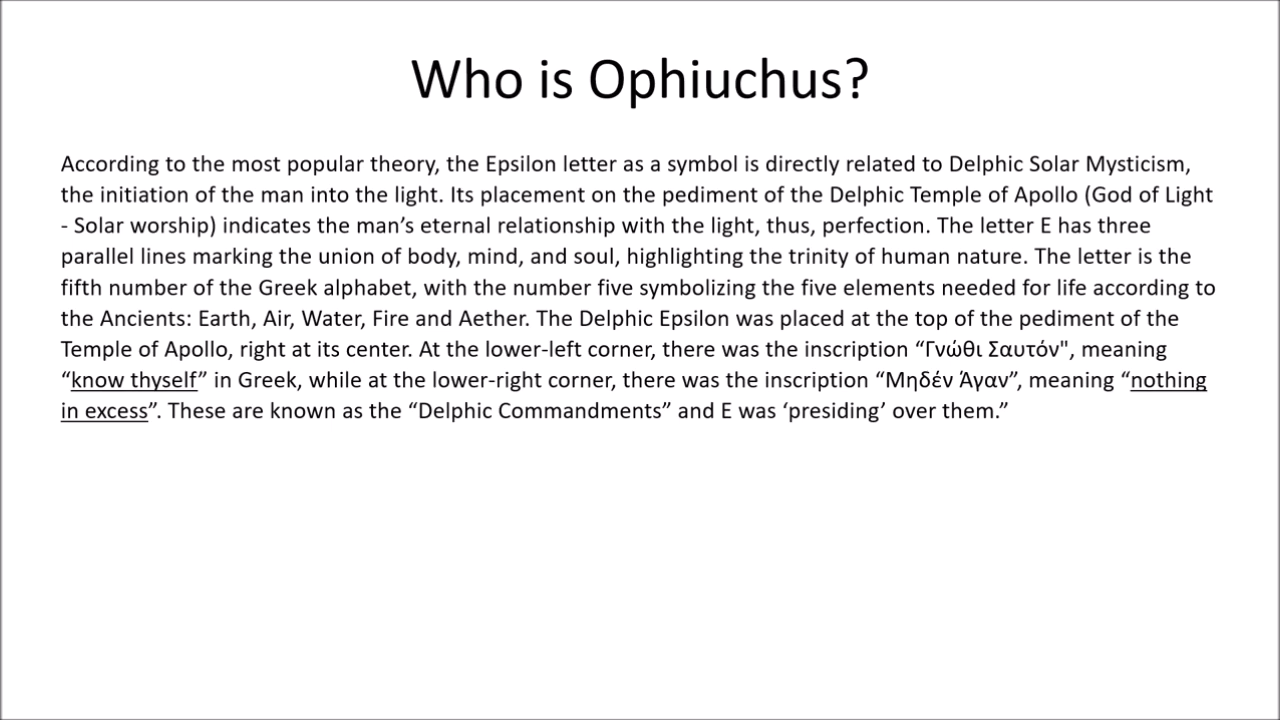 Who is Ophiuchus?
According to the most popular theory, the Epsilon letter as a symbol is directly related to Delphic Solar Mysticism,
the initiation of the man into the light. Its placement on the pediment of the Delphic Temple of Apollo (God of Light
- Solar worship) indicates the man’s eternal relationship with the light, thus, perfection. The letter E has three
parallel lines marking the union of body, mind, and soul, highlighting the trinity of human nature. The letter is the
fifth number of the Greek alphabet, with the number five symbolizing the five elements needed for life according to
the Ancients: Earth, Air, Water, Fire and Aether. The Delphic Epsilon was placed at the top of the pediment of the
Temple of Apollo, right at its center. At the lower-left corner, there was the inscription “Γνώθι Σαυτόν", meaning
“know thyself” in Greek, while at the lower-right corner, there was the inscription “Μηδέν Άγαν”, meaning “nothing
in excess”. These are known as the “Delphic Commandments” and E was ‘presiding’ over them.”